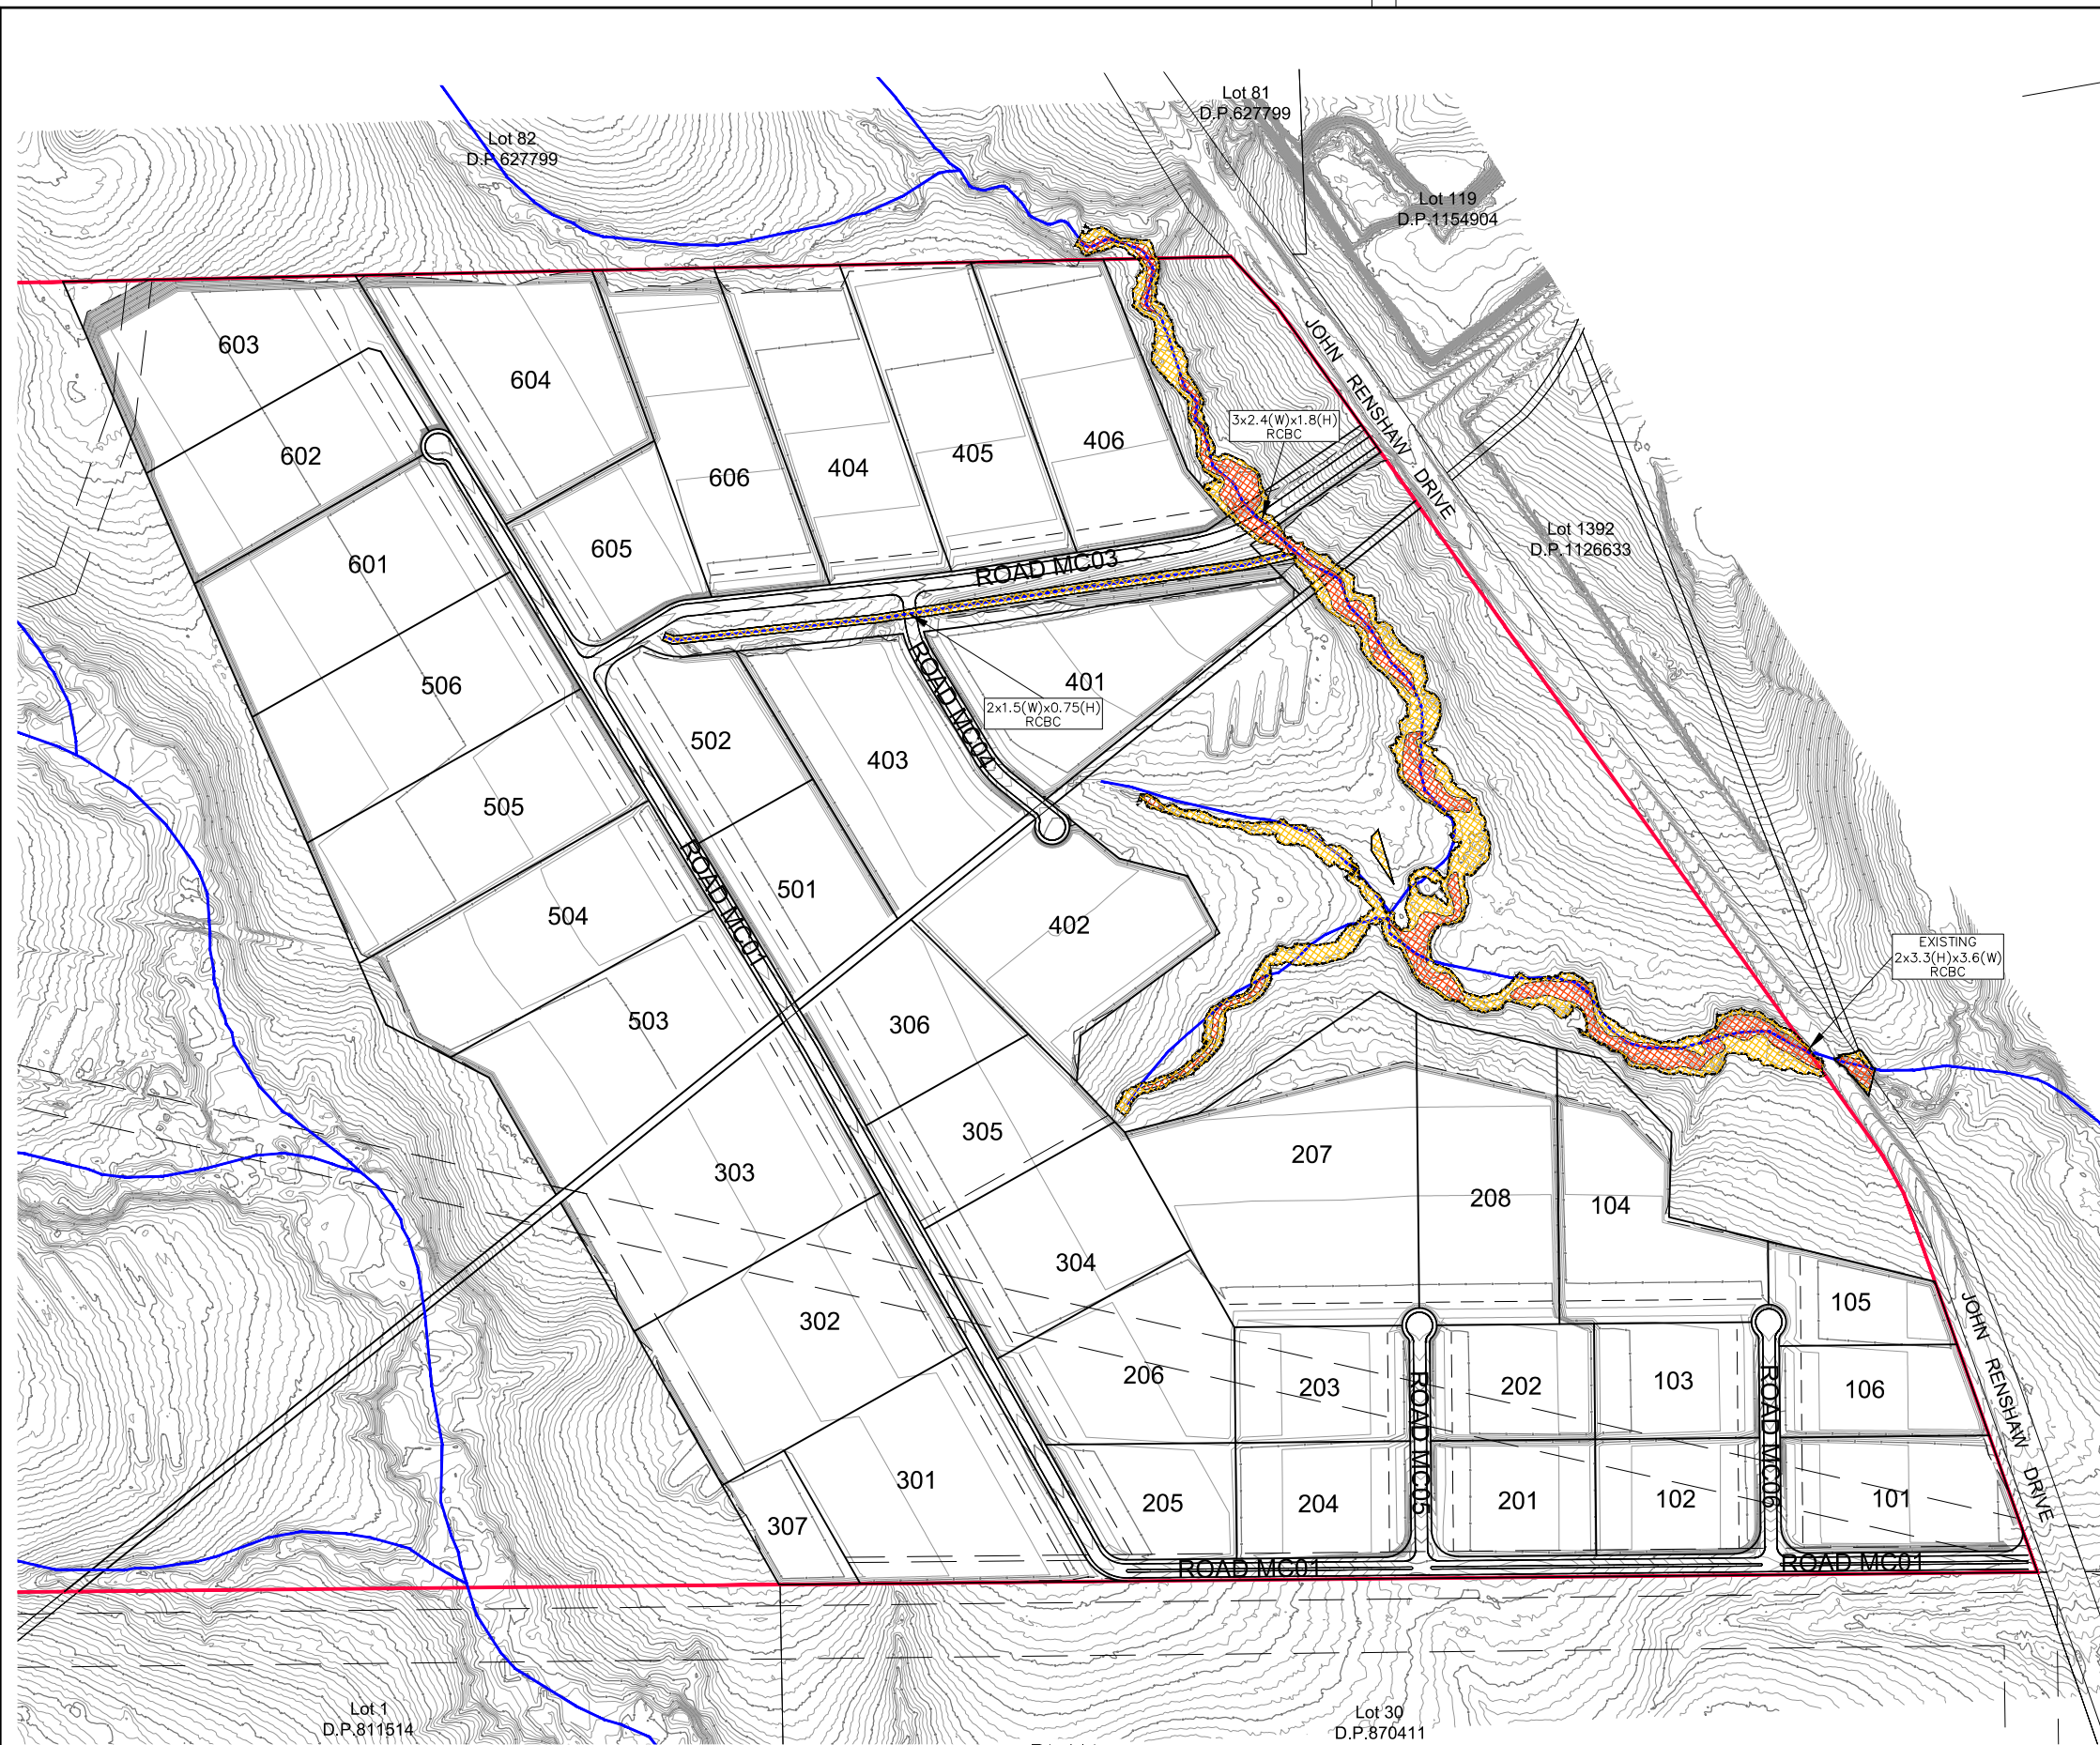 Lot 81
D.P.627799
Lot 82
D.P.627799
Lot 119
D.P.1154904
603
604
JOHN RENSHAW DRIVE
602
606
404
405
406
3x2.4(W)x1.8(H)
RCBC
601
605
ROAD MC03
Lot 1392
D.P.1126633
506
502
403
ROAD MC04
401
2x1.5(W)x0.75(H)
RCBC
505
504
ROAD MC01
501
402
EXISTING
2x3.3(H)x3.6(W)
RCBC
503
306
303
305
207
208
104
304
302
105
JOHN RENSHAW DRIVE
206
203
ROAD MC05
202
103
ROAD MC06
106
301
307
205
204
201
102
101
ROAD MC01
ROAD MC01
Lot 1
D.P.811514
Lot 30
D.P.870411